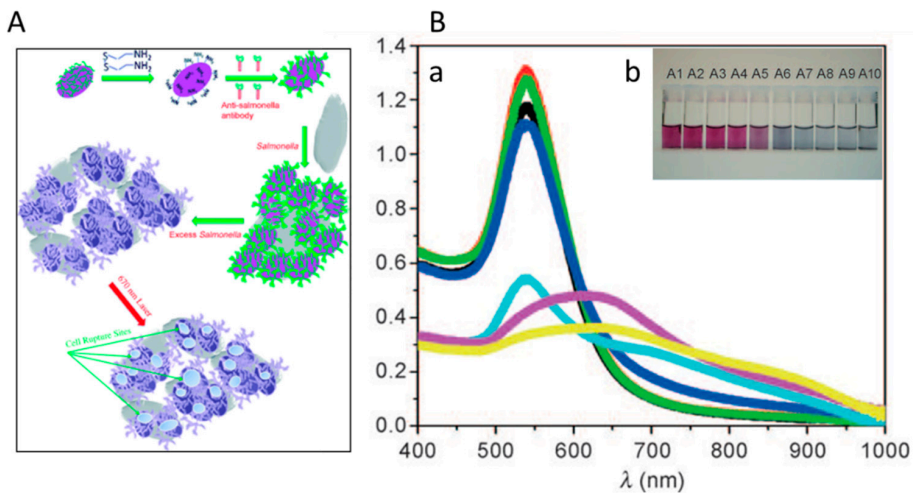 A
B
S NH2
S NH2
Anti-salmonella
antibody
Salmonella
Excess Salmonella
670 nm Laser
Cell Rupture Sites
a
b
A1 A2 A3 A4 A5 A6 A7 A8 A9 A10
1.4
1.2
1.0
0.8
0.6
0.4
0.2
0.0
400 500 600 700 800 900 1000
λ (nm)